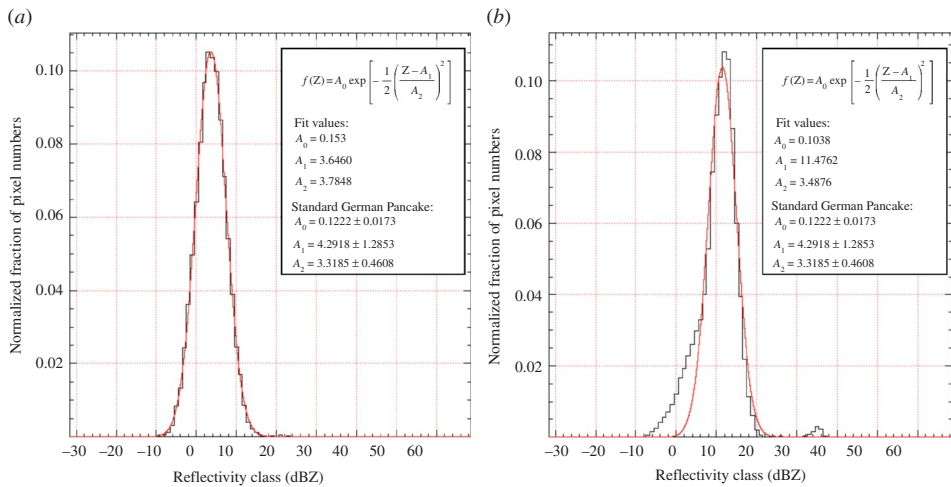 (a)
Normalized fraction of pixel numbers
0.10
0.08
0.06
0.04
0.02
f (Z) = A0 exp [ – 1/2 ( Z – A1 / A2 )2 ]
Fit values:
A0 = 0.153
A1 = 3.6460
A2 = 3.7848
Standard German Pancake:
A0 = 0.1222 ± 0.0173
A1 = 4.2918 ± 1.2853
A2 = 3.3185 ± 0.4608
–30 –20 –10 0 10 20 30 40 50 60
Reflectivity class (dBZ)
(b)
Normalized fraction of pixel numbers
0.10
0.08
0.06
0.04
0.02
f (Z) = A0 exp [ – 1/2 ( Z – A1 / A2 )2 ]
Fit values:
A0 = 0.1038
A1 = 11.4762
A2 = 3.4876
Standard German Pancake:
A0 = 0.1222 ± 0.0173
A1 = 4.2918 ± 1.2853
A2 = 3.3185 ± 0.4608
–30 –20 –10 0 10 20 30 40 50 60
Reflectivity class (dBZ)